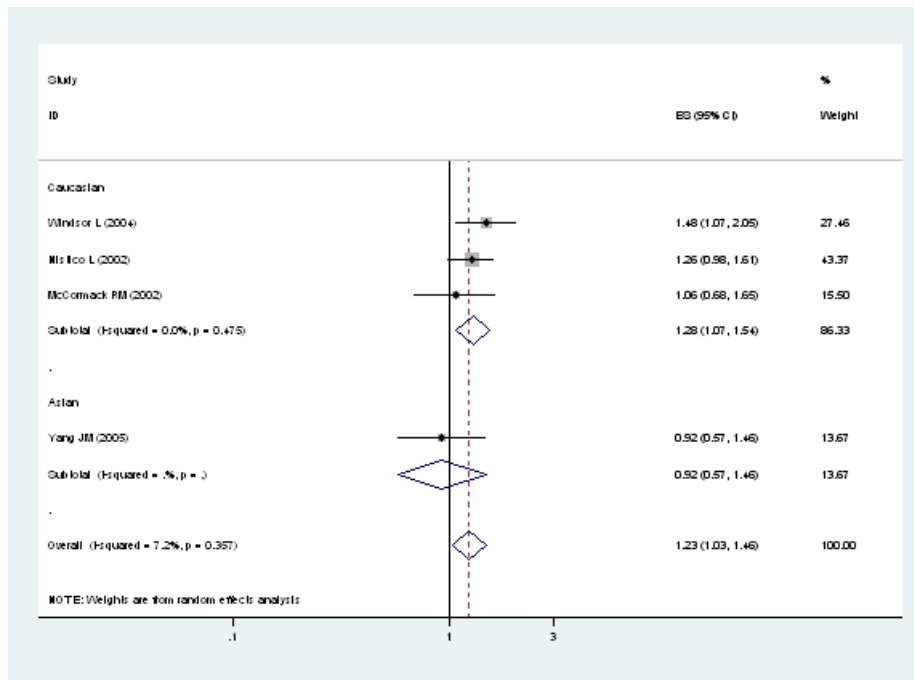 Study %
ID ES (95% CI) Weight
Caucasian
Windsor L (2004) 1.48 (1.07, 2.05) 27.46
Nistico L (2002) 1.26 (0.98, 1.61) 43.37
McCormack RM (2002) 1.06 (0.68, 1.65) 15.50
Subtotal (I-squared = 0.0%, p = 0.475) 1.28 (1.07, 1.54) 86.33
.
Asian
Yang JM (2005) 0.92 (0.57, 1.46) 13.67
Subtotal (I-squared = .%, p = .) 0.92 (0.57, 1.46) 13.67
.
Overall (I-squared = 7.2%, p = 0.357) 1.23 (1.03, 1.46) 100.00
NOTE: Weights are from random effects analysis
.1 1 3